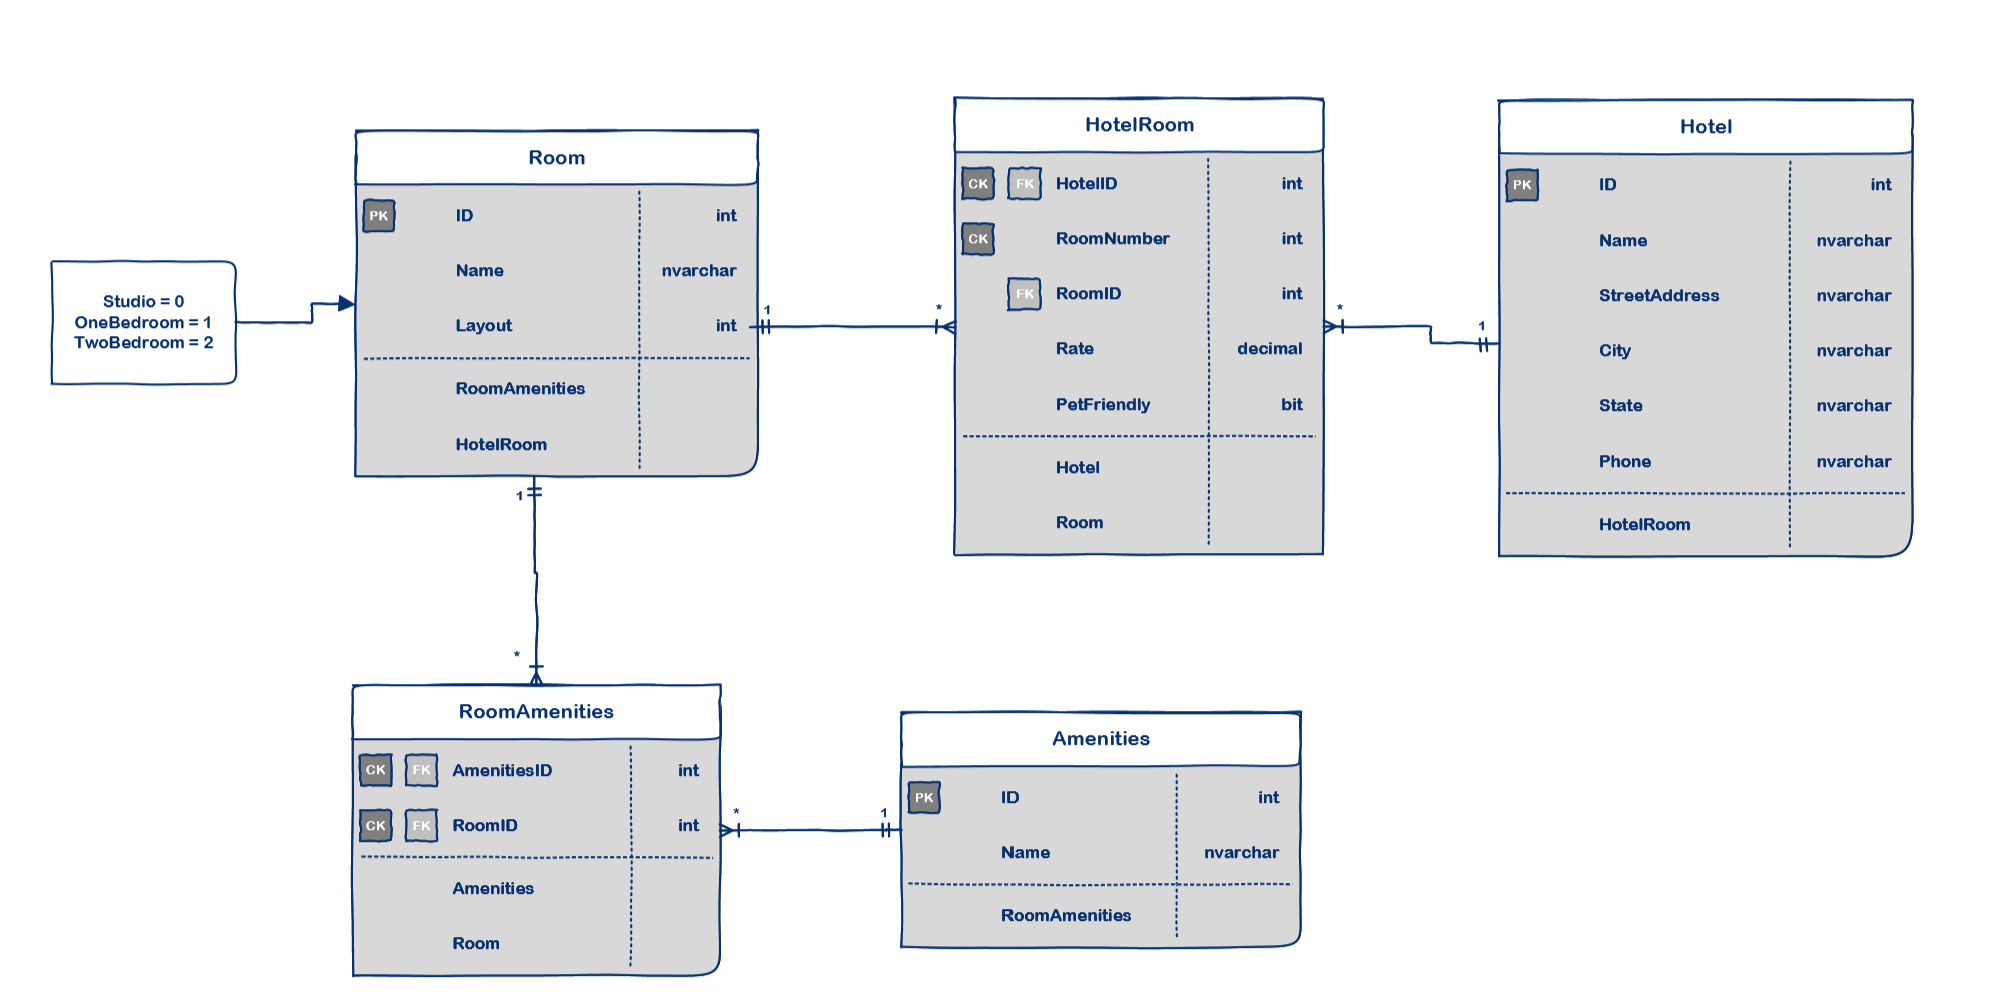 Studio = 0
OneBedroom = 1
TwoBedroom = 2
Room
PK ID int
Name nvarchar
Layout int
RoomAmenities
HotelRoom
1
*
HotelRoom
CK FK HotelID int
CK RoomNumber int
FK RoomID int
Rate decimal
PetFriendly bit
Hotel
Room
*
1
Hotel
PK ID int
Name nvarchar
StreetAddress nvarchar
City nvarchar
State nvarchar
Phone nvarchar
HotelRoom
1
*
RoomAmenities
CK FK AmenitiesID int
CK FK RoomID int
Amenities
Room
*
1
Amenities
PK ID int
Name nvarchar
RoomAmenities